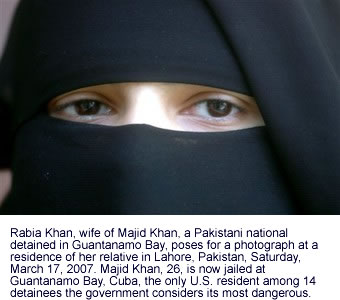 Rabia Khan, wife of Majid Khan, a Pakistani national
detained in Guantanamo Bay, poses for a photograph at a
residence of her relative in Lahore, Pakistan, Saturday,
March 17, 2007. Majid Khan, 26, is now jailed at
Guantanamo Bay, Cuba, the only U.S. resident among 14
detainees the government considers its most dangerous.